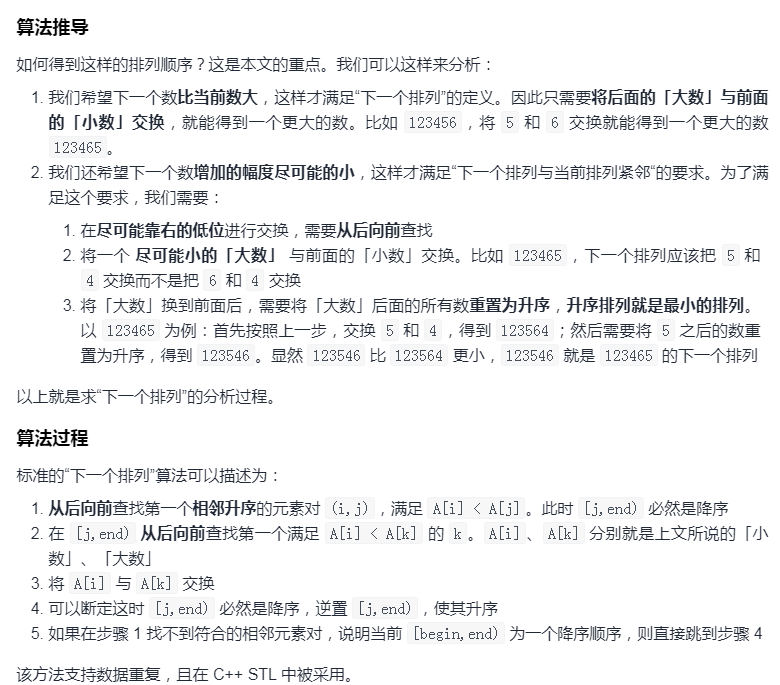 算法推导
如何得到这样的排列顺序？这是本文的重点。我们可以这样来分析：
1. 我们希望下一个数比当前数大，这样才满足“下一个排列”的定义。因此只需要将后面的「大数」与前面
的「小数」交换，就能得到一个更大的数。比如 123456 ，将 5 和 6 交换就能得到一个更大的数
123465 。
2. 我们还希望下一个数增加的幅度尽可能的小，这样才满足“下一个排列与当前排列紧邻“的要求。为了满
足这个要求，我们需要：
1. 在尽可能靠右的低位进行交换，需要从后向前查找
2. 将一个 尽可能小的「大数」 与前面的「小数」交换。比如 123465 ，下一个排列应该把 5 和
4 交换而不是把 6 和 4 交换
3. 将「大数」换到前面后，需要将「大数」后面的所有数重置为升序，升序排列就是最小的排列。
以 123465 为例：首先按照上一步，交换 5 和 4 ，得到 123564 ；然后需要将 5 之后的数重
置为升序，得到 123546 。显然 123546 比 123564 更小，123546 就是 123465 的下一个排列
以上就是求“下一个排列”的分析过程。
算法过程
标准的“下一个排列”算法可以描述为：
1. 从后向前查找第一个相邻升序的元素对 (i,j) ，满足 A[i] < A[j] 。此时 [j,end) 必然是降序
2. 在 [j,end) 从后向前查找第一个满足 A[i] < A[k] 的 k 。A[i] 、 A[k] 分别就是上文所说的「小
数」、「大数」
3. 将 A[i] 与 A[k] 交换
4. 可以断定这时 [j,end) 必然是降序，逆置 [j,end) ，使其升序
5. 如果在步骤 1 找不到符合的相邻元素对，说明当前 [begin,end) 为一个降序顺序，则直接跳到步骤 4
该方法支持数据重复，且在 C++ STL 中被采用。